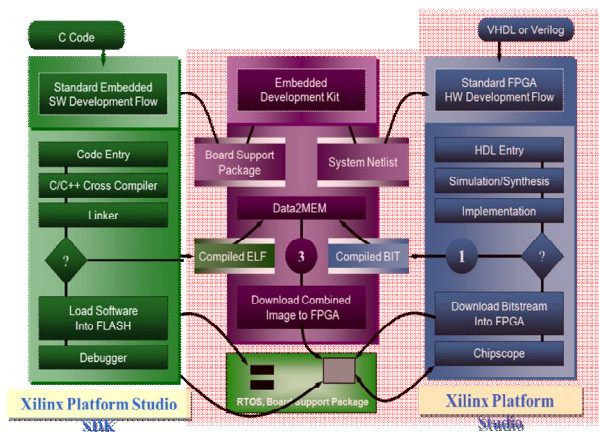 C Code
VHDL or Verilog
Standard Embedded
SW Development Flow
Embedded
Development Kit
Standard FPGA
HW Development Flow
Code Entry
C/C++ Cross Compiler
Linker
?
Board Support
Package
System Netlist
HDL Entry
Simulation/Synthesis
Implementation
?
Data2MEM
Compiled ELF
3
Compiled BIT
1
Load Software
Into FLASH
Debugger
Download Combined
Image to FPGA
Download Bitstream
Into FPGA
Chipscope
RTOS, Board Support Package
Xilinx Platform Studio
XDK
Xilinx Platform
Studio